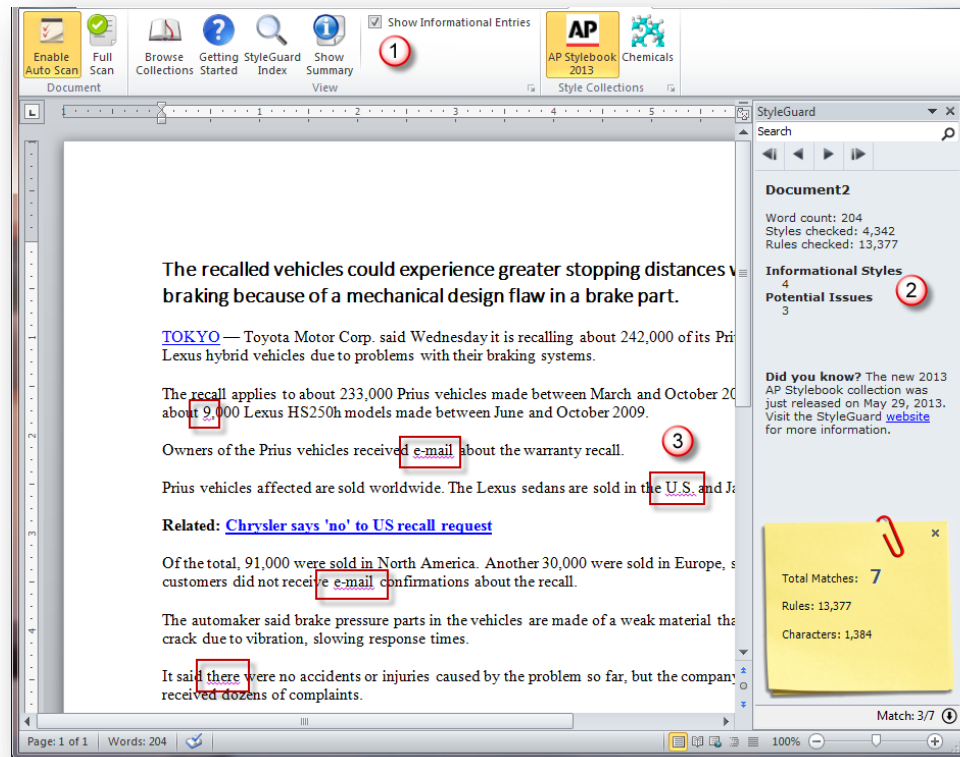 Show Informational Entries
1
AP
Enable Auto Scan
Full Scan
Browse Collections
Getting Started
StyleGuard Index
Show Summary
AP Stylebook 2013
Chemicals
Document
View
Style Collections
L
1 1 2 3 4 5
StyleGuard
Search
Document2
Word count: 204
Styles checked: 4,342
Rules checked: 13,377
Informational Styles
4
Potential Issues
3
2
Did you know? The new 2013
AP Stylebook collection was
just released on May 29, 2013.
Visit the StyleGuard website
for more information.
Total Matches: 7
Rules: 13,377
Characters: 1,384
Match: 3/7
The recalled vehicles could experience greater stopping distances
braking because of a mechanical design flaw in a brake part.
TOKYO — Toyota Motor Corp. said Wednesday it is recalling about 242,000 of its Pri
Lexus hybrid vehicles due to problems with their braking systems.
The recall applies to about 233,000 Prius vehicles made between March and October 20
about 9,000 Lexus HS250h models made between June and October 2009.
Owners of the Prius vehicles received e-mail about the warranty recall.
3
Prius vehicles affected are sold worldwide. The Lexus sedans are sold in the U.S. and Ja
Related: Chrysler says 'no' to US recall request
Of the total, 91,000 were sold in North America. Another 30,000 were sold in Europe, s
customers did not receive e-mail confirmations about the recall.
The automaker said brake pressure parts in the vehicles are made of a weak material tha
crack due to vibration, slowing response times.
It said there were no accidents or injuries caused by the problem so far, but the company
received dozens of complaints.
Page: 1 of 1
Words: 204
100%